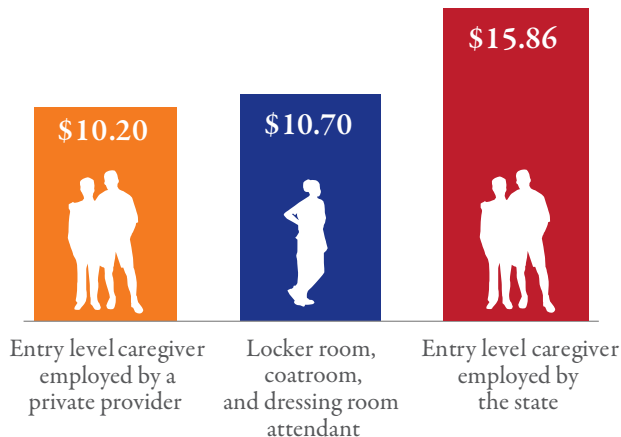 $10.20
$10.70
$15.86
Entry level caregiver
employed by a
private provider
Locker room,
coatroom,
and dressing room
attendant
Entry level caregiver
employed by
the state